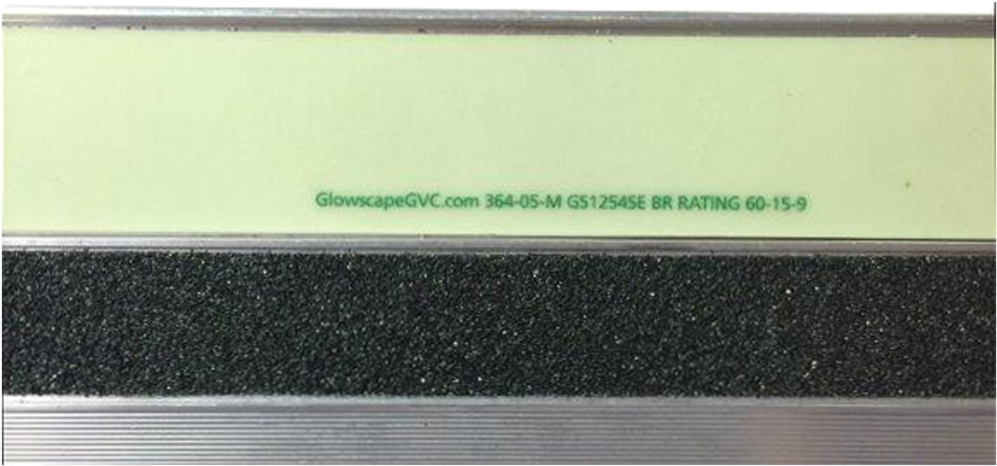 GlowscapeGVC.com 364-05-M GS1254SE BR RATING 60-15-9